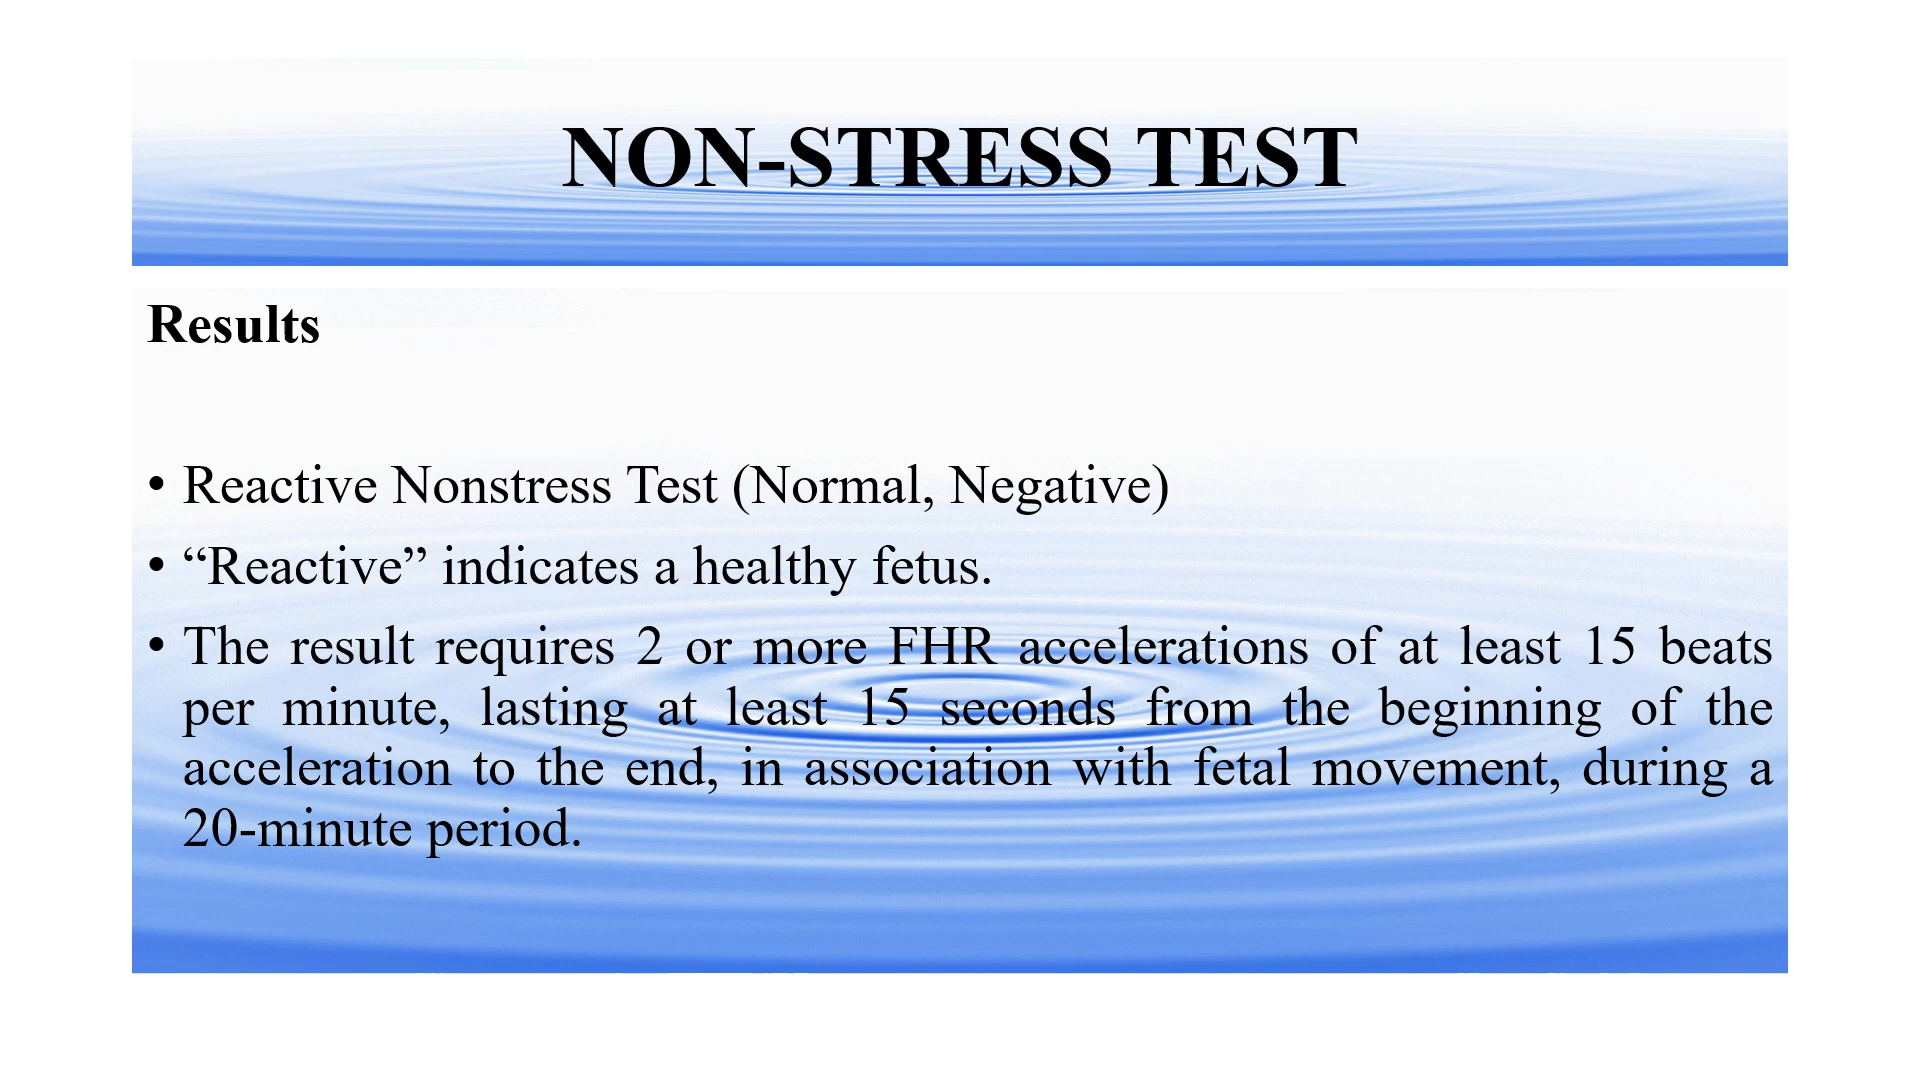 NON-STRESS TEST
Results
• Reactive Nonstress Test (Normal, Negative)
• “Reactive” indicates a healthy fetus.
• The result requires 2 or more FHR accelerations of at least 15 beats
per minute, lasting at least 15 seconds from the beginning of the
acceleration to the end, in association with fetal movement, during a
20-minute period.